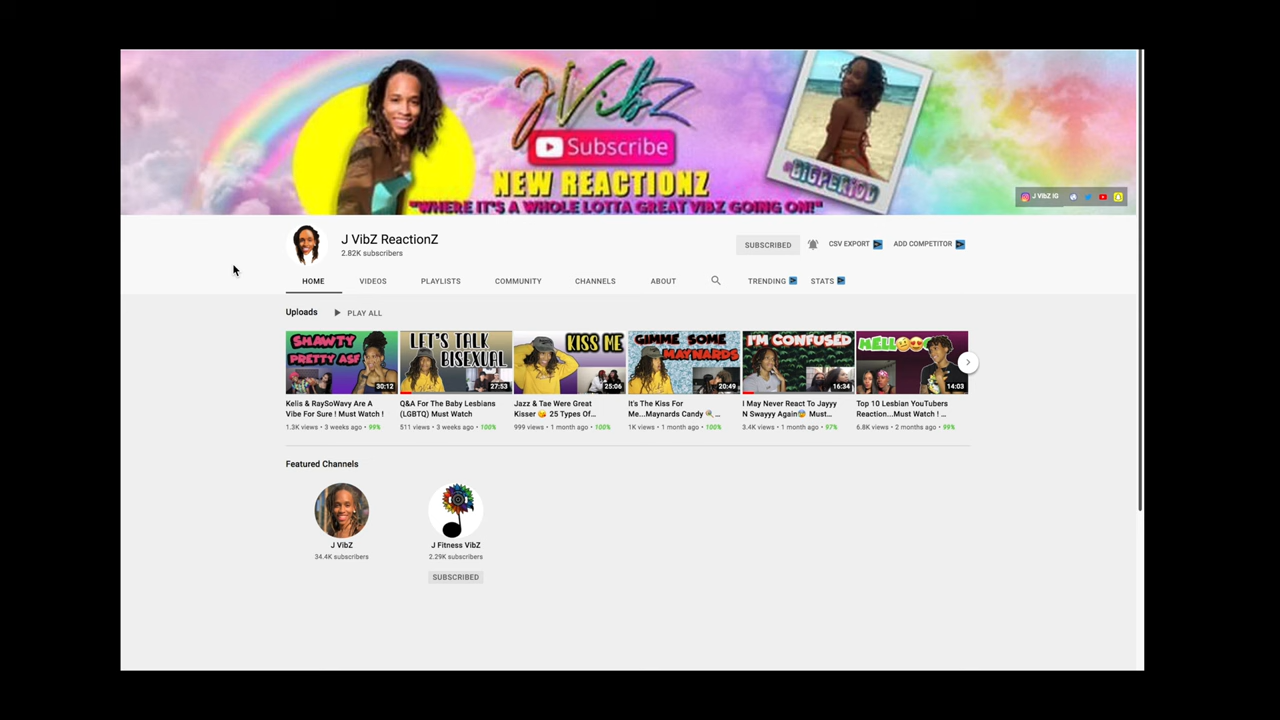 JVibZ
Subscribe
NEW REACTIONZ
"WHERE IT'S A WHOLE LOTTA GREAT VIBZ GOING ON!"
@BIGPERIOD
J VibZ IG
J VibZ ReactionZ
2.82K subscribers
SUBSCRIBED
CSV EXPORT
ADD COMPETITOR
HOME
VIDEOS
PLAYLISTS
COMMUNITY
CHANNELS
ABOUT
TRENDING
STATS
Uploads
PLAY ALL
SHAWTY
PRETTY ASF
30:12
Kelis & RaySoWavy Are A
Vibe For Sure ! Must Watch !
1.3K views • 3 weeks ago • 99%
LET'S TALK
BISEXUAL
27:53
Q&A For The Baby Lesbians
(LGBTQ) Must Watch
511 views • 3 weeks ago • 100%
KISS ME
25:06
Jazz & Tae Were Great
Kisser 😘 25 Types Of...
999 views • 1 month ago • 100%
GIMME SOME
MAYNARDS
20:49
It's The Kiss For
Me...Maynards Candy 🍭 ...
1K views • 1 month ago • 100%
I'M CONFUSED
16:34
I May Never React To Jayyy
N Swayyy Again😰 Must...
3.4K views • 1 month ago • 97%
HELLO
14:03
Top 10 Lesbian YouTubers
Reaction...Must Watch ! ...
6.8K views • 2 months ago • 99%
Featured Channels
J VibZ
34.4K subscribers
J Fitness VibZ
2.29K subscribers
SUBSCRIBED